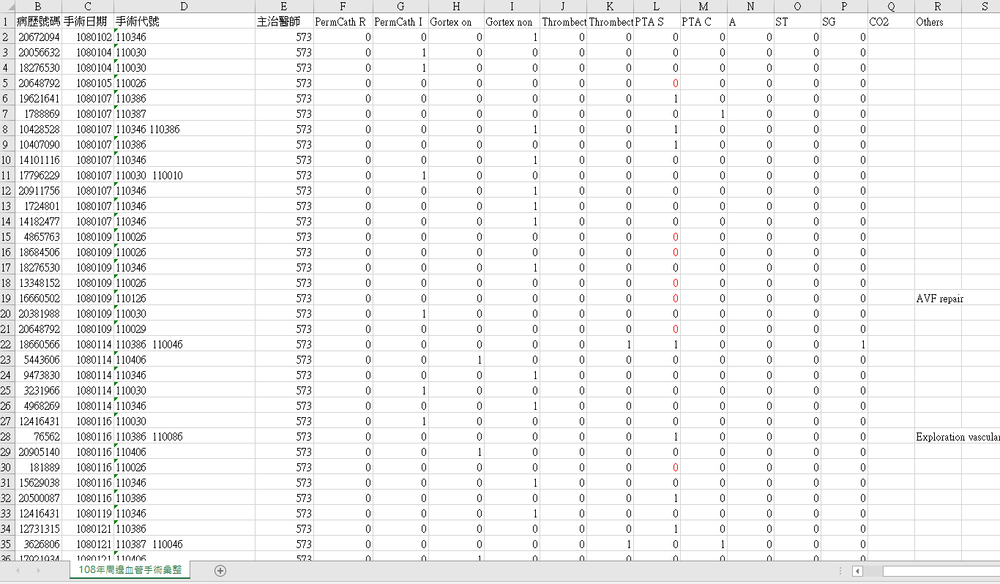 B C D E F G H I J K L M N O P Q R S
1 病歷號碼 手術日期 手術代號 主治醫師 PermCath R PermCath I Gortex on Gortex non Thrombect Thrombect PTA S PTA C A ST SG CO2 Others
2 20672094 1080102 110346 573 0 0 0 1 0 0 0 0 0 0 0
3 20056632 1080104 110030 573 0 1 0 0 0 0 0 0 0 0 0
4 18276530 1080104 110030 573 0 1 0 0 0 0 0 0 0 0 0
5 20648792 1080105 110026 573 0 0 0 0 0 0 0 0 0 0 0
6 19621641 1080107 110386 573 0 0 0 0 0 0 1 0 0 0 0
7 1788869 1080107 110387 573 0 0 0 0 0 0 0 1 0 0 0
8 10428528 1080107 110346 110386 573 0 0 0 1 0 0 1 0 0 0 0
9 10407090 1080107 110386 573 0 0 0 0 0 0 1 0 0 0 0
10 14101116 1080107 110346 573 0 0 0 1 0 0 0 0 0 0 0
11 17796229 1080107 110030 110010 573 0 1 0 0 0 0 0 0 0 0 0
12 20911756 1080107 110346 573 0 0 0 1 0 0 0 0 0 0 0
13 1724801 1080107 110346 573 0 0 0 1 0 0 0 0 0 0 0
14 14182477 1080107 110346 573 0 0 0 1 0 0 0 0 0 0 0
15 4865763 1080109 110026 573 0 0 0 0 0 0 0 0 0 0 0
16 18684506 1080109 110026 573 0 0 0 0 0 0 0 0 0 0 0
17 18276530 1080109 110346 573 0 0 0 1 0 0 0 0 0 0 0
18 13348152 1080109 110026 573 0 0 0 0 0 0 0 0 0 0 0
19 16660502 1080109 110126 573 0 0 0 0 0 0 0 0 0 0 0 AVF repair
20 20381988 1080109 110030 573 0 1 0 0 0 0 0 0 0 0 0
21 20648792 1080109 110029 573 0 0 0 0 0 0 0 0 0 0 0
22 18660566 1080114 110386 110046 573 0 0 0 0 0 1 1 0 0 0 1
23 5443606 1080114 110406 573 0 0 1 0 0 0 0 0 0 0 0
24 9473830 1080114 110346 573 0 0 0 1 0 0 0 0 0 0 0
25 3231966 1080114 110030 573 0 1 0 0 0 0 0 0 0 0 0
26 4968269 1080114 110346 573 0 0 0 1 0 0 0 0 0 0 0
27 12416431 1080116 110030 573 0 1 0 0 0 0 0 0 0 0 0
28 76562 1080116 110386 110086 573 0 0 0 0 0 0 1 0 0 0 0 Exploration vascular
29 20905140 1080116 110406 573 0 0 1 0 0 0 0 0 0 0 0
30 181889 1080116 110026 573 0 0 0 0 0 0 0 0 0 0 0
31 15629038 1080116 110346 573 0 0 0 1 0 0 0 0 0 0 0
32 20500087 1080116 110386 573 0 0 0 0 0 0 1 0 0 0 0
33 12416431 1080119 110346 573 0 0 0 1 0 0 0 0 0 0 0
34 12731315 1080121 110386 573 0 0 0 0 0 0 1 0 0 0 0
35 3626806 1080121 110387 110046 573 0 0 0 0 0 1 0 1 0 0 0
36 17921934 1080121 110406 573 0 0 1 0 0 0 0 0 0 0 0
108年周邊血管手術彙整